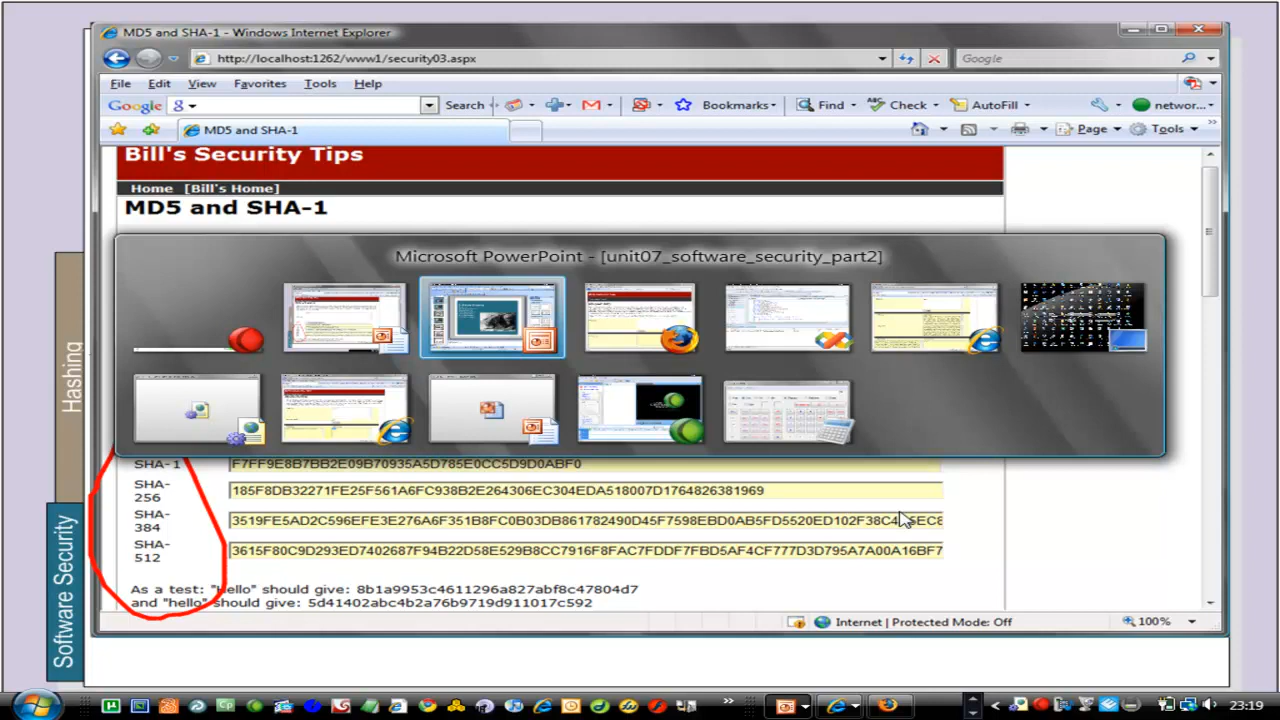 MD5 and SHA-1 - Windows Internet Explorer
http://localhost:1262/www1/security03.aspx
Google
File Edit View Favorites Tools Help
Google Search Bookmarks Find Check AutoFill networ...
MD5 and SHA-1 Page Tools
Bill's Security Tips
Home [Bill's Home]
MD5 and SHA-1
Microsoft PowerPoint - [unit07_software_security_part2]
Hashing
Software Security
SHA-1 F7FF9E8B7BB2E09B70935A5D785E0CC5D9D0ABF0
SHA-256 185F8DB32271FE25F561A6FC938B2E264306EC304EDA518007D1764826381969
SHA-384
SHA-512 3615F80C9D293ED7402687F94B22D58E529B8CC7916F8FAC7FDDF7FBD5AF4CF777D3D795A7A00A16BF7
As a test: "Hello" should give: 8b1a9953c4611296a827abf8c47804d7
and "hello" should give: 5d41402abc4b2a76b9719d911017c592
Internet | Protected Mode: Off 100%
23:19